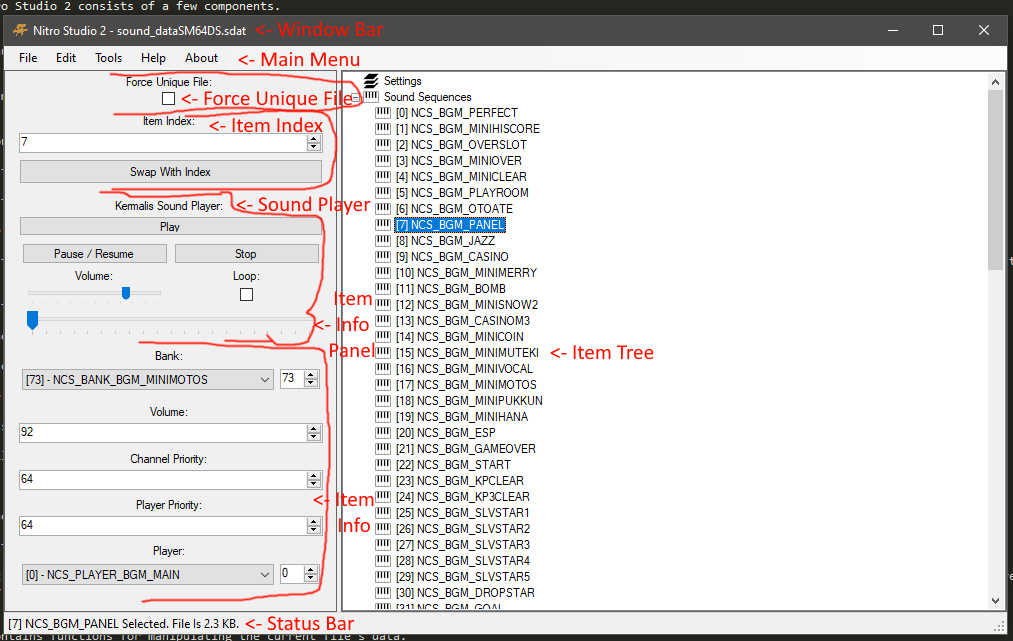 o Studio 2 consists of a few components.
Nitro Studio 2 - sound_dataSM64DS.sdat <- Window Bar
File Edit Tools Help About <- Main Menu
Force Unique File:
<- Force Unique File
Item Index:
<- Item Index
7
Swap With Index
Kermalis Sound Player:
<- Sound Player
Play
Pause / Resume Stop
Volume: Loop:
Item
<- Info
Panel
Bank:
[73] - NCS_BANK_BGM_MINIMOTOS 73
Volume:
92
Channel Priority:
64
<- Item
Info
Player Priority:
64
Player:
[0] - NCS_PLAYER_BGM_MAIN 0
Settings
Sound Sequences
[0] NCS_BGM_PERFECT
[1] NCS_BGM_MINIHISCORE
[2] NCS_BGM_OVERSLOT
[3] NCS_BGM_MINIOVER
[4] NCS_BGM_MINICLEAR
[5] NCS_BGM_PLAYROOM
[6] NCS_BGM_OTOATE
[7] NCS_BGM_PANEL
[8] NCS_BGM_JAZZ
[9] NCS_BGM_CASINO
[10] NCS_BGM_MINIMERRY
[11] NCS_BGM_BOMB
[12] NCS_BGM_MINISNOW2
[13] NCS_BGM_CASINOM3
[14] NCS_BGM_MINICOIN
[15] NCS_BGM_MINIMUTEKI <- Item Tree
[16] NCS_BGM_MINIVOCAL
[17] NCS_BGM_MINIMOTOS
[18] NCS_BGM_MINIPUKKUN
[19] NCS_BGM_MINIHANA
[20] NCS_BGM_ESP
[21] NCS_BGM_GAMEOVER
[22] NCS_BGM_START
[23] NCS_BGM_KPCLEAR
[24] NCS_BGM_KP3CLEAR
[25] NCS_BGM_SLVSTAR1
[26] NCS_BGM_SLVSTAR2
[27] NCS_BGM_SLVSTAR3
[28] NCS_BGM_SLVSTAR4
[29] NCS_BGM_SLVSTAR5
[30] NCS_BGM_DROPSTAR
[31] NCS_BGM_GOAL
[7] NCS_BGM_PANEL Selected. File Is 2.3 KB. <- Status Bar
ntains functions for manipulating the current file's data.